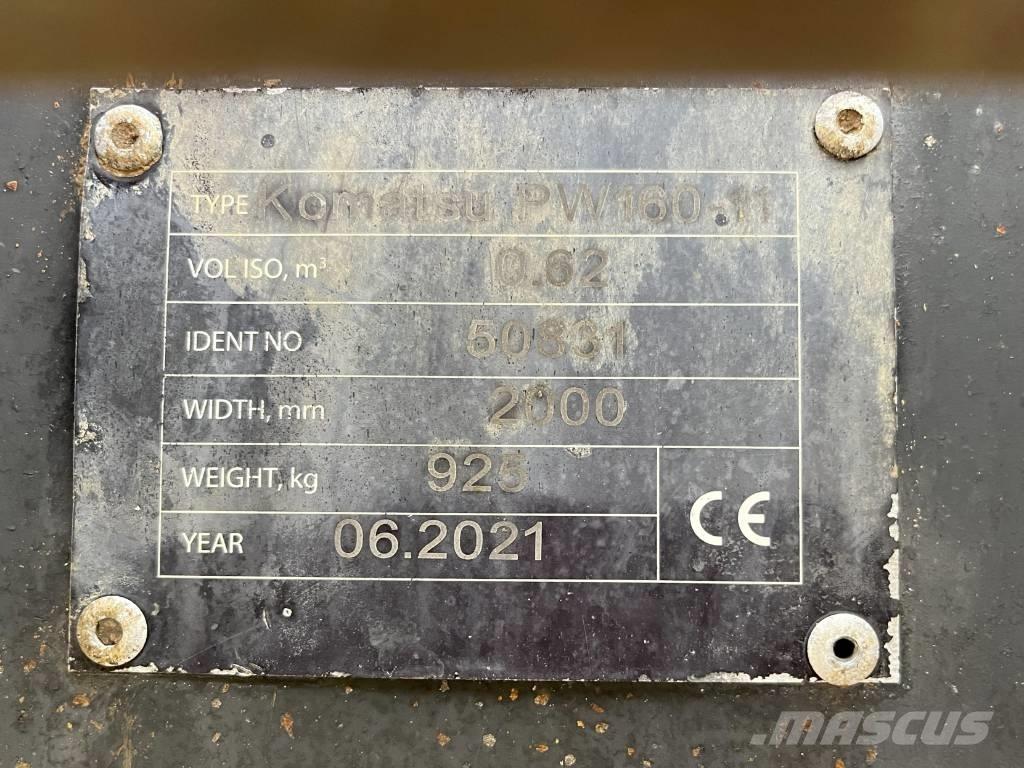 TYPE Komatsu PW160-11
VOL ISO, m³ 0.62
IDENT NO 50831
WIDTH, mm 2000
WEIGHT, kg 925
CE
YEAR 06.2021
MASCUS